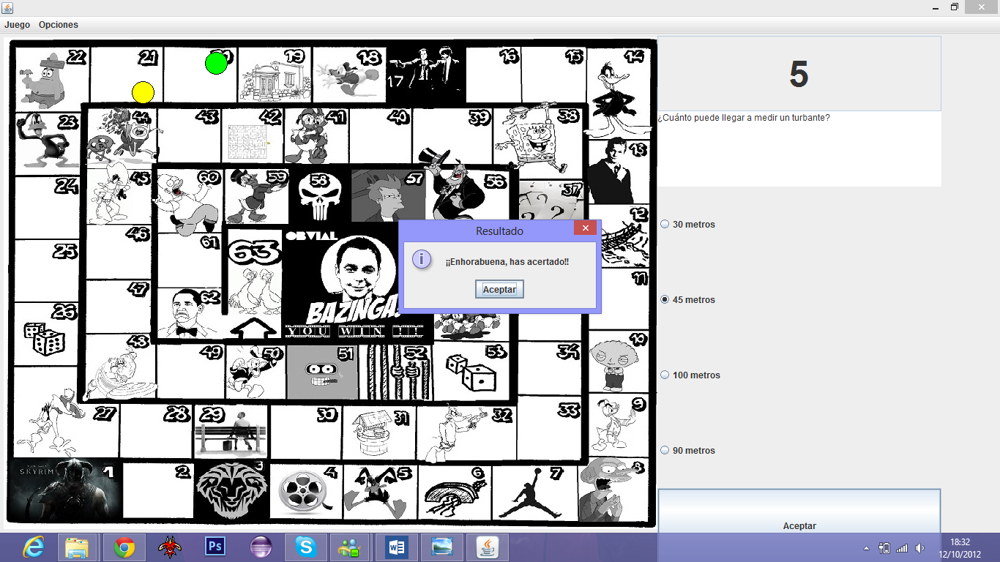 Juego Opciones
22 21 19 18 17 16 15 14
5
¿Cuánto puede llegar a medir un turbante?
23 44 43 42 41 40 39 38
13
24 45 60 59 58 57 56 37
12
30 metros
46 61 63 OBVIAL
Resultado
¡¡Enhorabuena, has acertado!!
Aceptar
25
11
47 62
BAZINGA
45 metros
26
YOU WIN !!
48 49 50 51 52 53 34 10
100 metros
27 28 29 30 31 32 33 9
90 metros
SKYRIM
1 2 3 4 5 6 7 8
Aceptar
Ps
18:32
12/10/2012